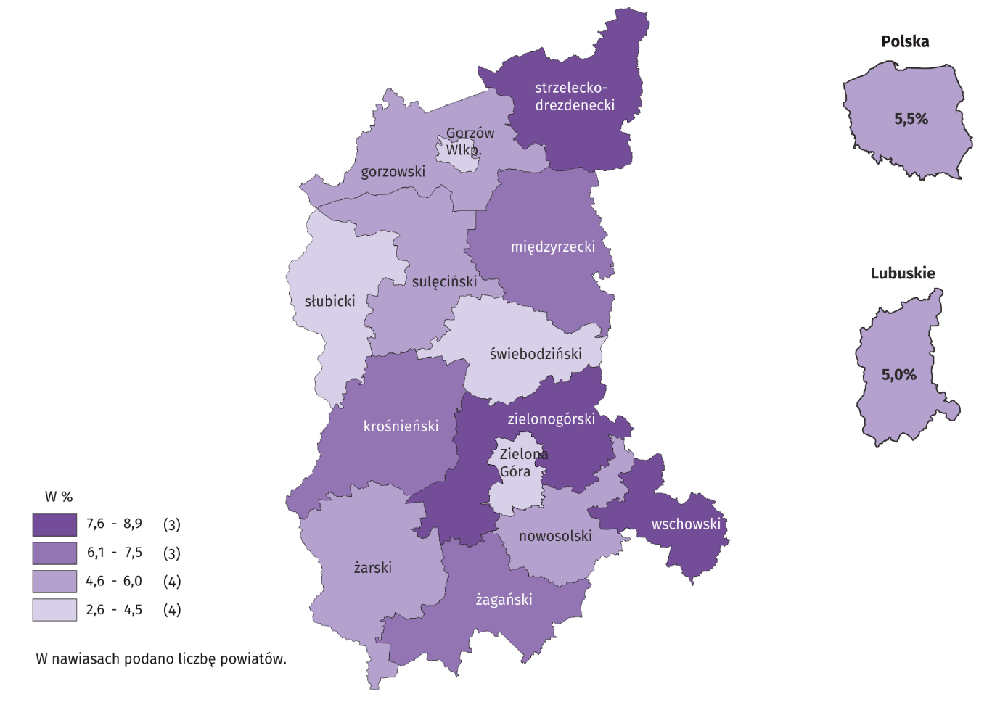 Polska
5,5%
Lubuskie
5,0%
strzelecko-
drezdenecki
Gorzów
Wlkp.
gorzowski
międzyrzecki
sulęciński
słubicki
świebodziński
zielonogórski
krośnieński
Zielona
Góra
wschowski
nowosolski
żarski
żagański
W %
7,6 - 8,9 (3)
6,1 - 7,5 (3)
4,6 - 6,0 (4)
2,6 - 4,5 (4)
W nawiasach podano liczbę powiatów.